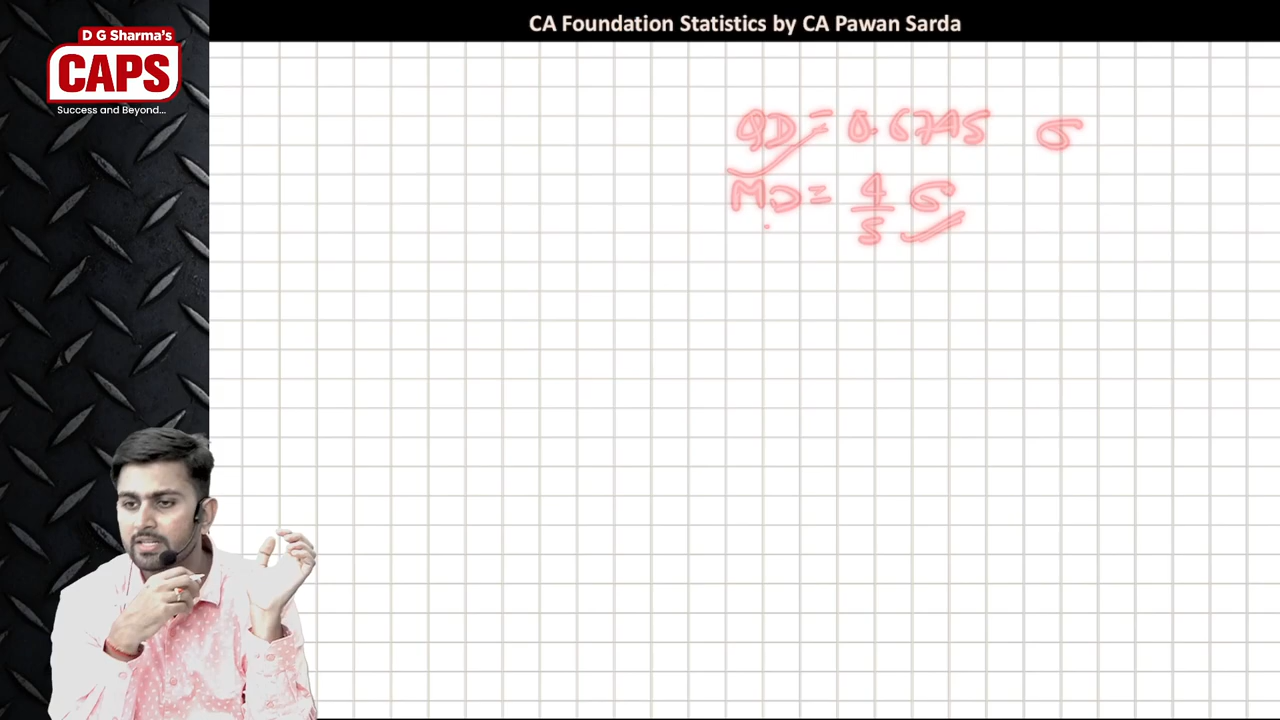 CA Foundation Statistics by CA Pawan Sarda
D G Sharma's
CAPS
Success and Beyond...
QD = 0.6745 σ
MD = 4/5 σ